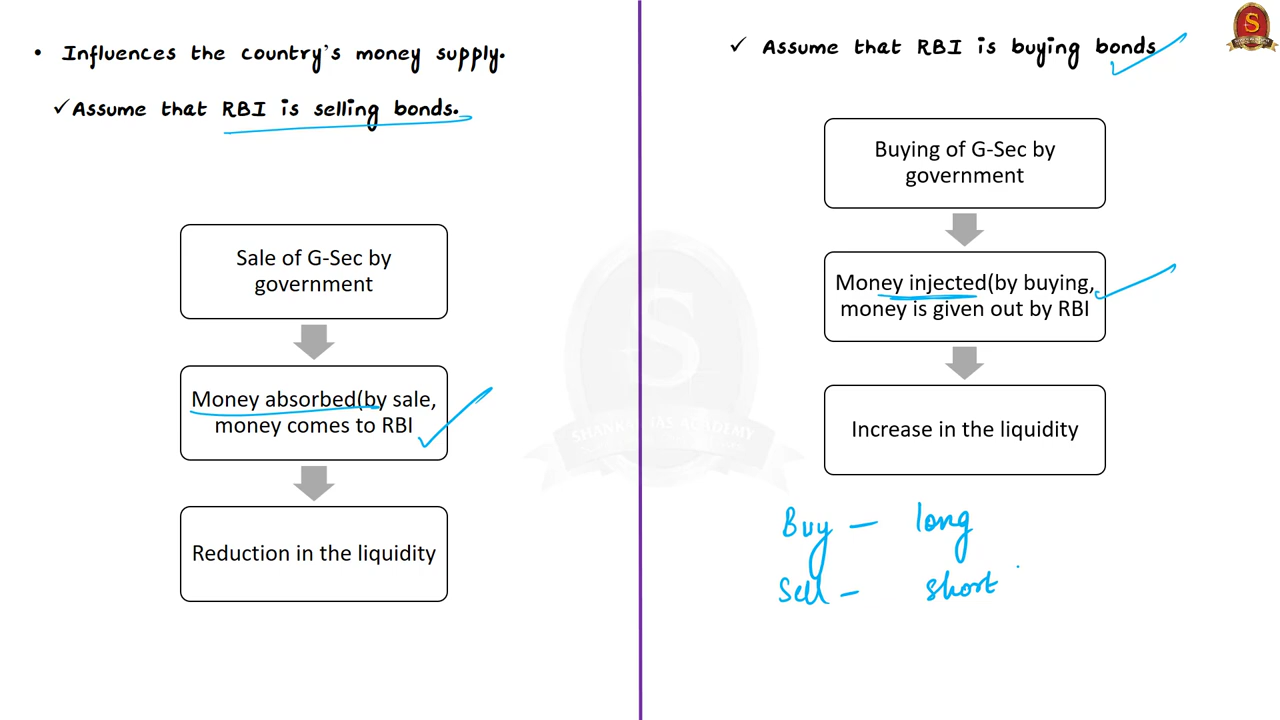 • Influences the country's money supply.
✓Assume that RBI is selling bonds.
Sale of G-Sec by
government
Money absorbed(by sale,
money comes to RBI
Reduction in the liquidity
✓ Assume that RBI is buying bonds
Buying of G-Sec by
government
Money injected(by buying,
money is given out by RBI
Increase in the liquidity
Buy – long
Sell – short
S
SHANKAR IAS ACADEMY